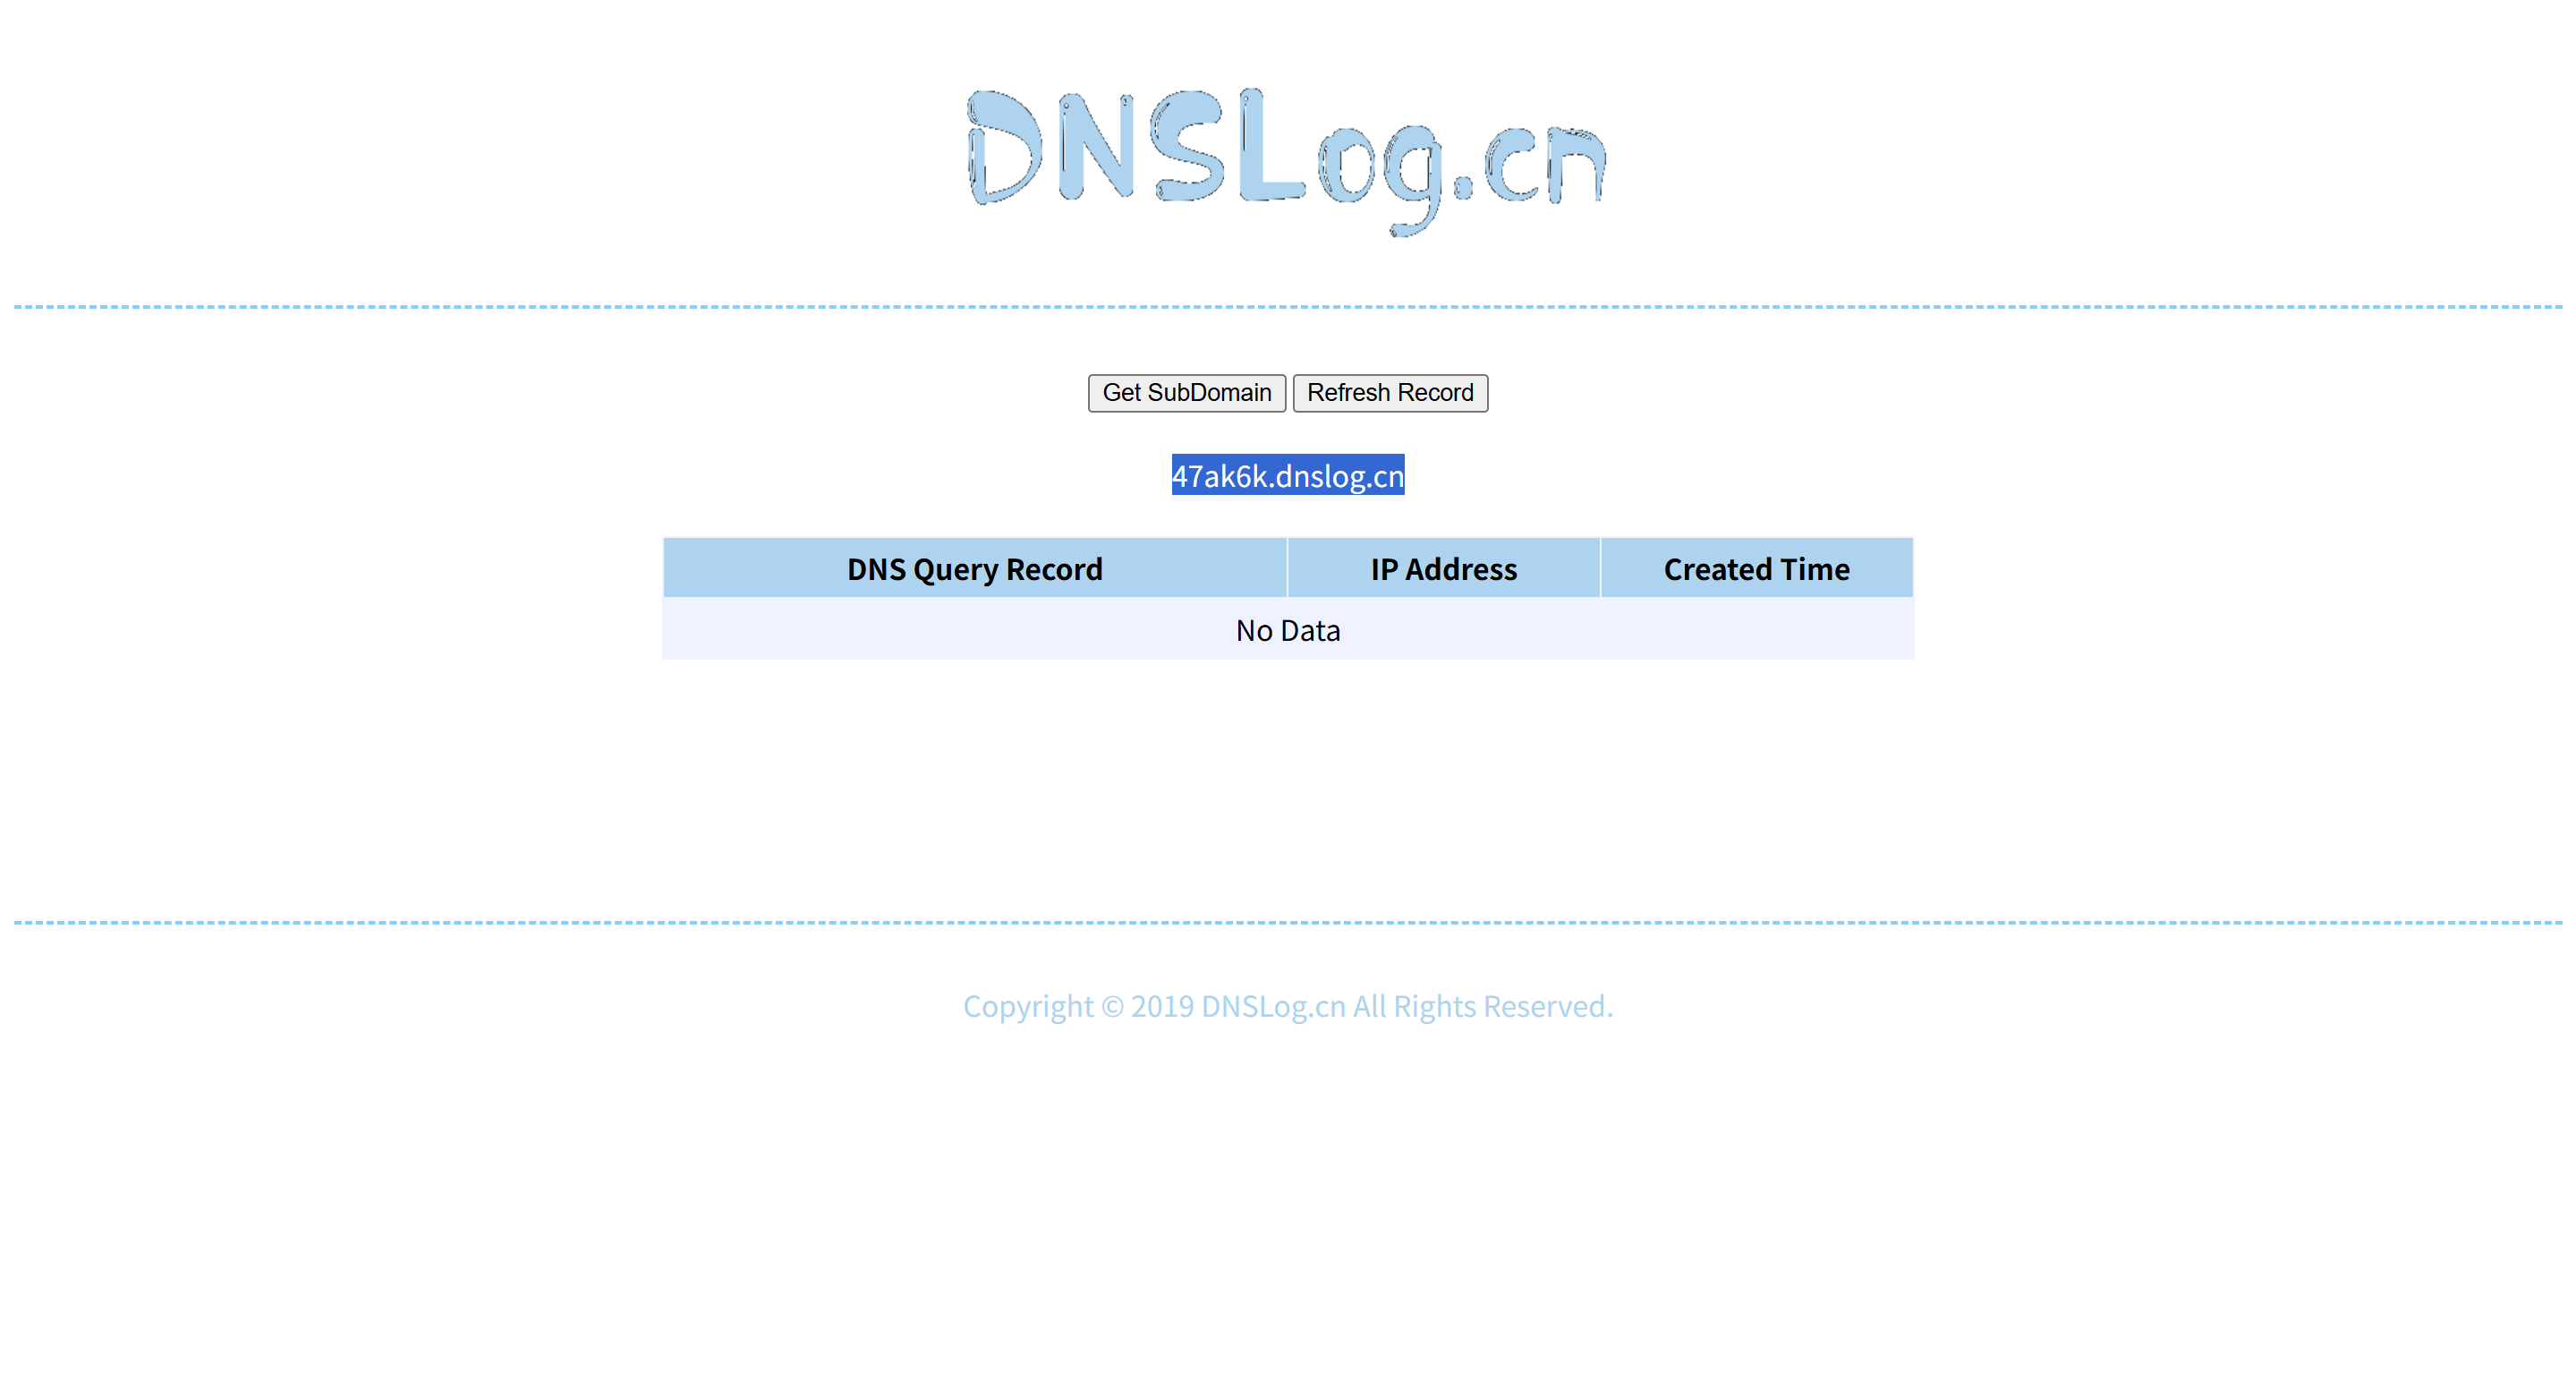 DNSLog.cn
Get SubDomain Refresh Record
47ak6k.dnslog.cn
DNS Query Record IP Address Created Time
No Data
Copyright © 2019 DNSLog.cn All Rights Reserved.